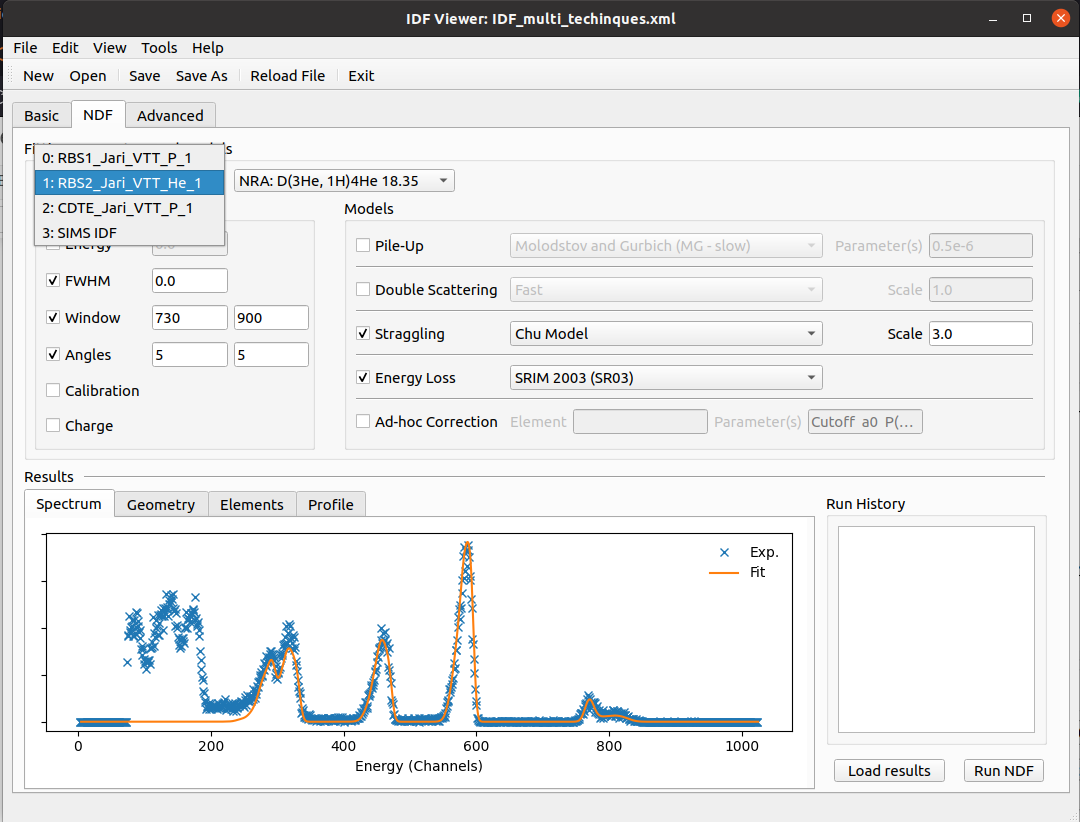 IDF Viewer: IDF_multi_techinques.xml
File Edit View Tools Help
New Open Save Save As Reload File Exit
Basic NDF Advanced
0: RBS1_Jari_VTT_P_1
1: RBS2_Jari_VTT_He_1
2: CDTE_Jari_VTT_P_1
3: SIMS IDF
NRA: D(3He, 1H)4He 18.35
Models
Energy 0.0
FWHM 0.0
Window 730 900
Angles 5 5
Calibration
Charge
Pile-Up Molodstov and Gurbich (MG - slow) Parameter(s) 0.5e-6
Double Scattering Fast Scale 1.0
Straggling Chu Model Scale 3.0
Energy Loss SRIM 2003 (SR03)
Ad-hoc Correction Element Parameter(s) Cutoff a0 P(...
Results
Spectrum Geometry Elements Profile
Run History
Exp.
Fit
0 200 400 600 800 1000
Energy (Channels)
Load results Run NDF